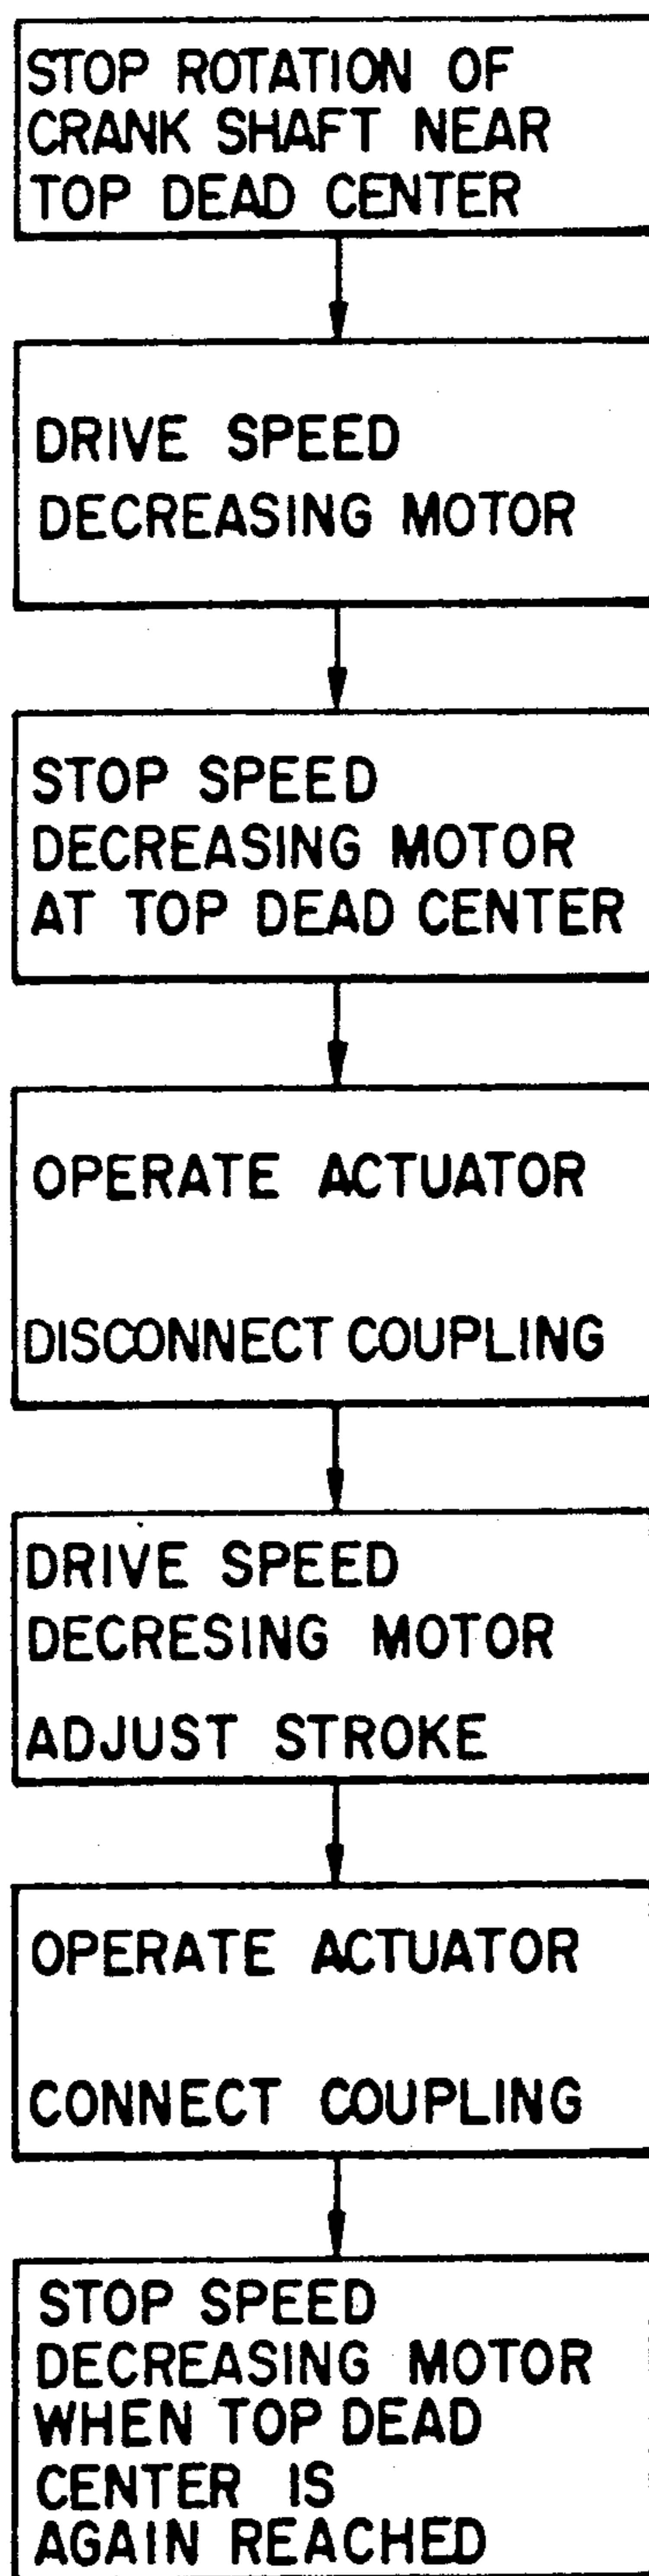 STOP ROTATION OF
CRANK SHAFT NEAR
TOP DEAD CENTER
DRIVE SPEED
DECREASING MOTOR
STOP SPEED
DECREASING MOTOR
AT TOP DEAD CENTER
OPERATE ACTUATOR
DISCONNECT COUPLING
DRIVE SPEED
DECRESING MOTOR
ADJUST STROKE
OPERATE ACTUATOR
CONNECT COUPLING
STOP SPEED
DECREASING MOTOR
WHEN TOP DEAD
CENTER IS
AGAIN REACHED